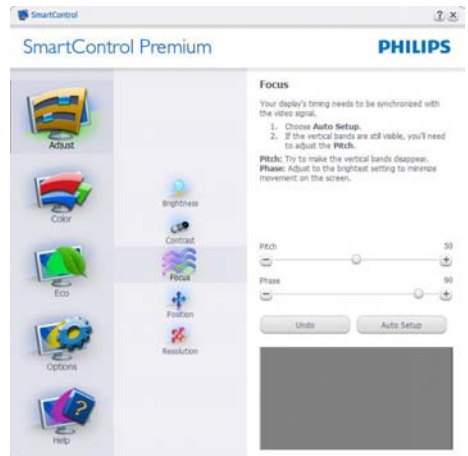 SmartControl
SmartControl Premium
PHILIPS
Adjust
Color
Eco
Options
Help
Brightness
Contrast
Focus
Position
Resolution
Focus
Your display's timing needs to be synchronized with
the video signal.
1. Choose Auto Setup.
2. If the vertical bands are still visible, you'll need
to adjust the Pitch.
Pitch: Try to make the vertical bands disappear.
Phase: Adjust to the brightest setting to minimize
movement on the screen.
Pitch 50
Phase 90
Undo Auto Setup